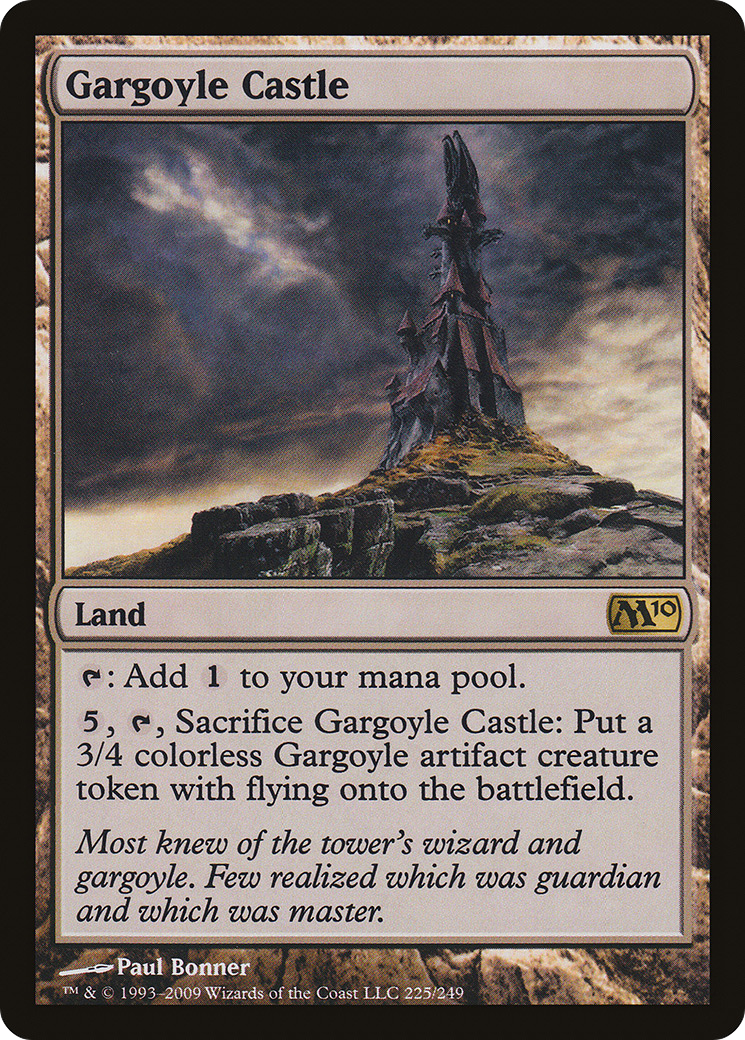 Gargoyle Castle
Land
M10
: Add 1 to your mana pool.
5, , Sacrifice Gargoyle Castle: Put a
3/4 colorless Gargoyle artifact creature
token with flying onto the battlefield.
Most knew of the tower's wizard and
gargoyle. Few realized which was guardian
and which was master.
Paul Bonner
™ & © 1993–2009 Wizards of the Coast LLC 225/249